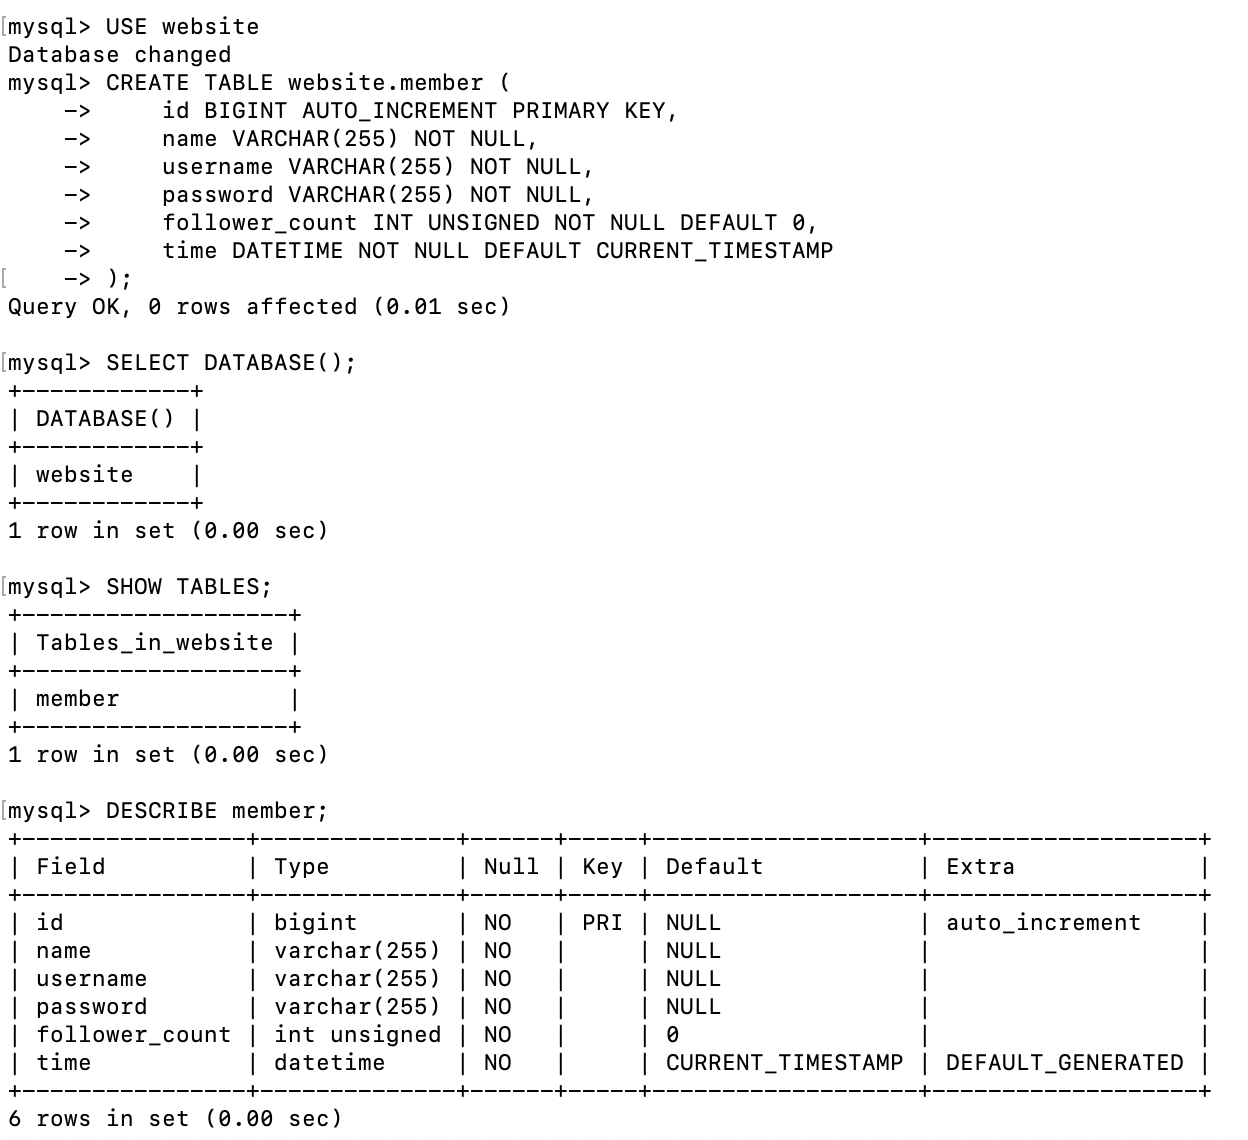 [mysql> USE website
Database changed
mysql> CREATE TABLE website.member (
    ->     id BIGINT AUTO_INCREMENT PRIMARY KEY,
    ->     name VARCHAR(255) NOT NULL,
    ->     username VARCHAR(255) NOT NULL,
    ->     password VARCHAR(255) NOT NULL,
    ->     follower_count INT UNSIGNED NOT NULL DEFAULT 0,
    ->     time DATETIME NOT NULL DEFAULT CURRENT_TIMESTAMP
[    -> );
Query OK, 0 rows affected (0.01 sec)

[mysql> SELECT DATABASE();
+------------+
| DATABASE() |
+------------+
| website    |
+------------+
1 row in set (0.00 sec)

[mysql> SHOW TABLES;
+-------------------+
| Tables_in_website |
+-------------------+
| member            |
+-------------------+
1 row in set (0.00 sec)

[mysql> DESCRIBE member;
+----------------+--------------+------+-----+-------------------+-------------------+
| Field          | Type         | Null | Key | Default           | Extra             |
+----------------+--------------+------+-----+-------------------+-------------------+
| id             | bigint       | NO   | PRI | NULL              | auto_increment    |
| name           | varchar(255) | NO   |     | NULL              |                   |
| username       | varchar(255) | NO   |     | NULL              |                   |
| password       | varchar(255) | NO   |     | NULL              |                   |
| follower_count | int unsigned | NO   |     | 0                 |                   |
| time           | datetime     | NO   |     | CURRENT_TIMESTAMP | DEFAULT_GENERATED |
+----------------+--------------+------+-----+-------------------+-------------------+
6 rows in set (0.00 sec)